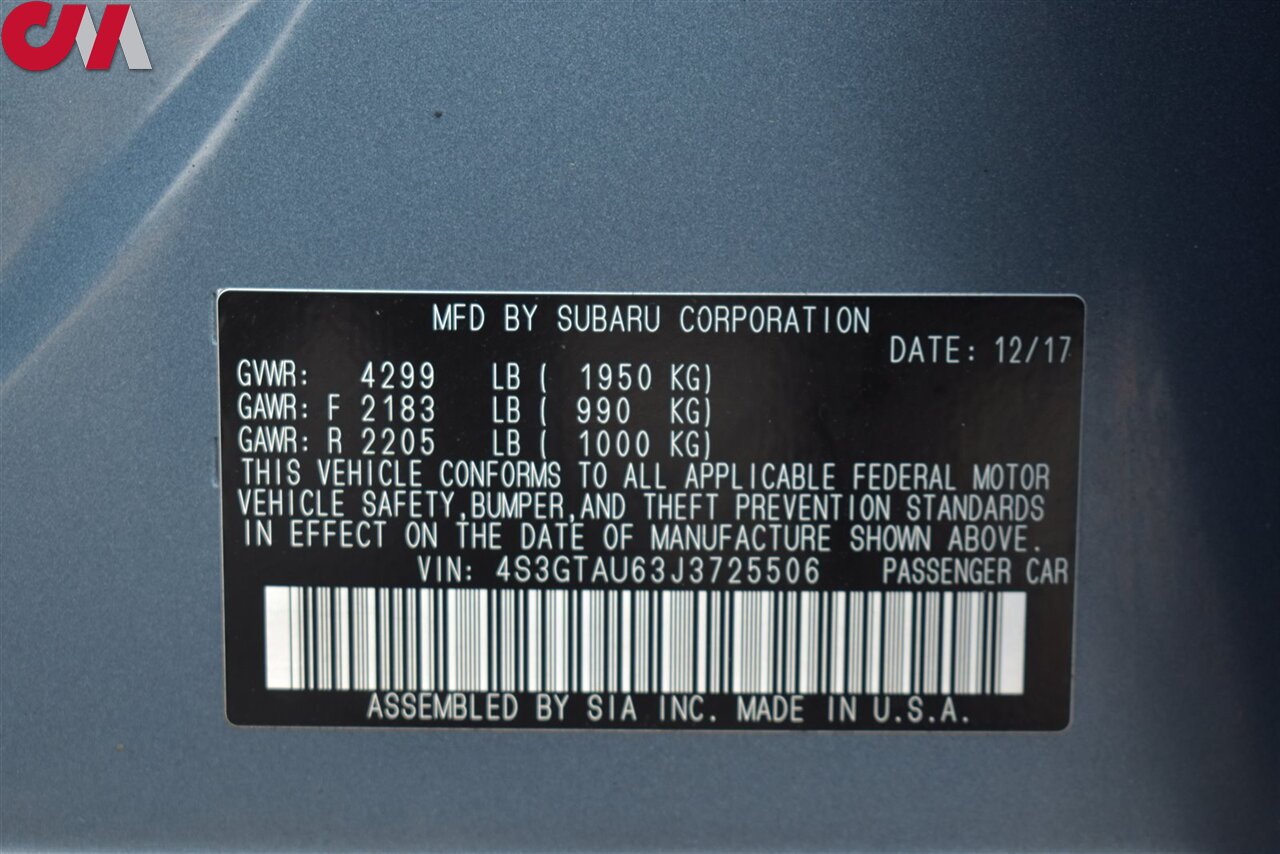 CM
MFD BY SUBARU CORPORATION
DATE: 12/17
GVWR: 4299 LB ( 1950 KG)
GAWR: F 2183 LB ( 990 KG)
GAWR: R 2205 LB ( 1000 KG)
THIS VEHICLE CONFORMS TO ALL APPLICABLE FEDERAL MOTOR
VEHICLE SAFETY,BUMPER,AND THEFT PREVENTION STANDARDS
IN EFFECT ON THE DATE OF MANUFACTURE SHOWN ABOVE.
VIN: 4S3GTAU63J3725506 PASSENGER CAR
ASSEMBLED BY SIA INC. MADE IN U.S.A.